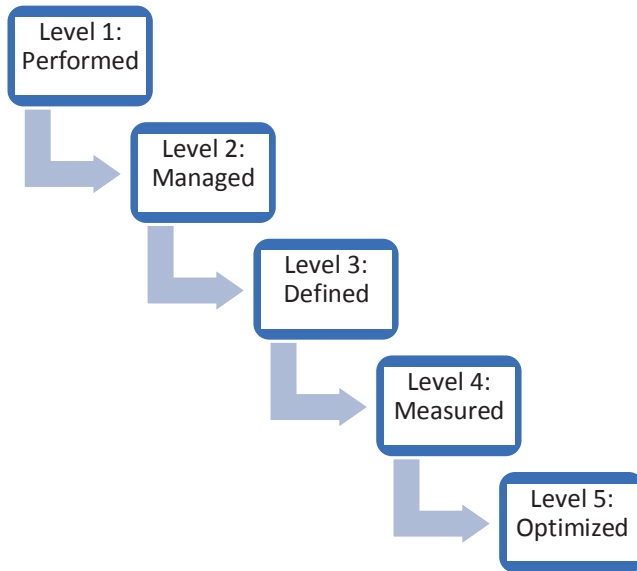 Level 1:
Performed
Level 2:
Managed
Level 3:
Defined
Level 4:
Measured
Level 5:
Optimized